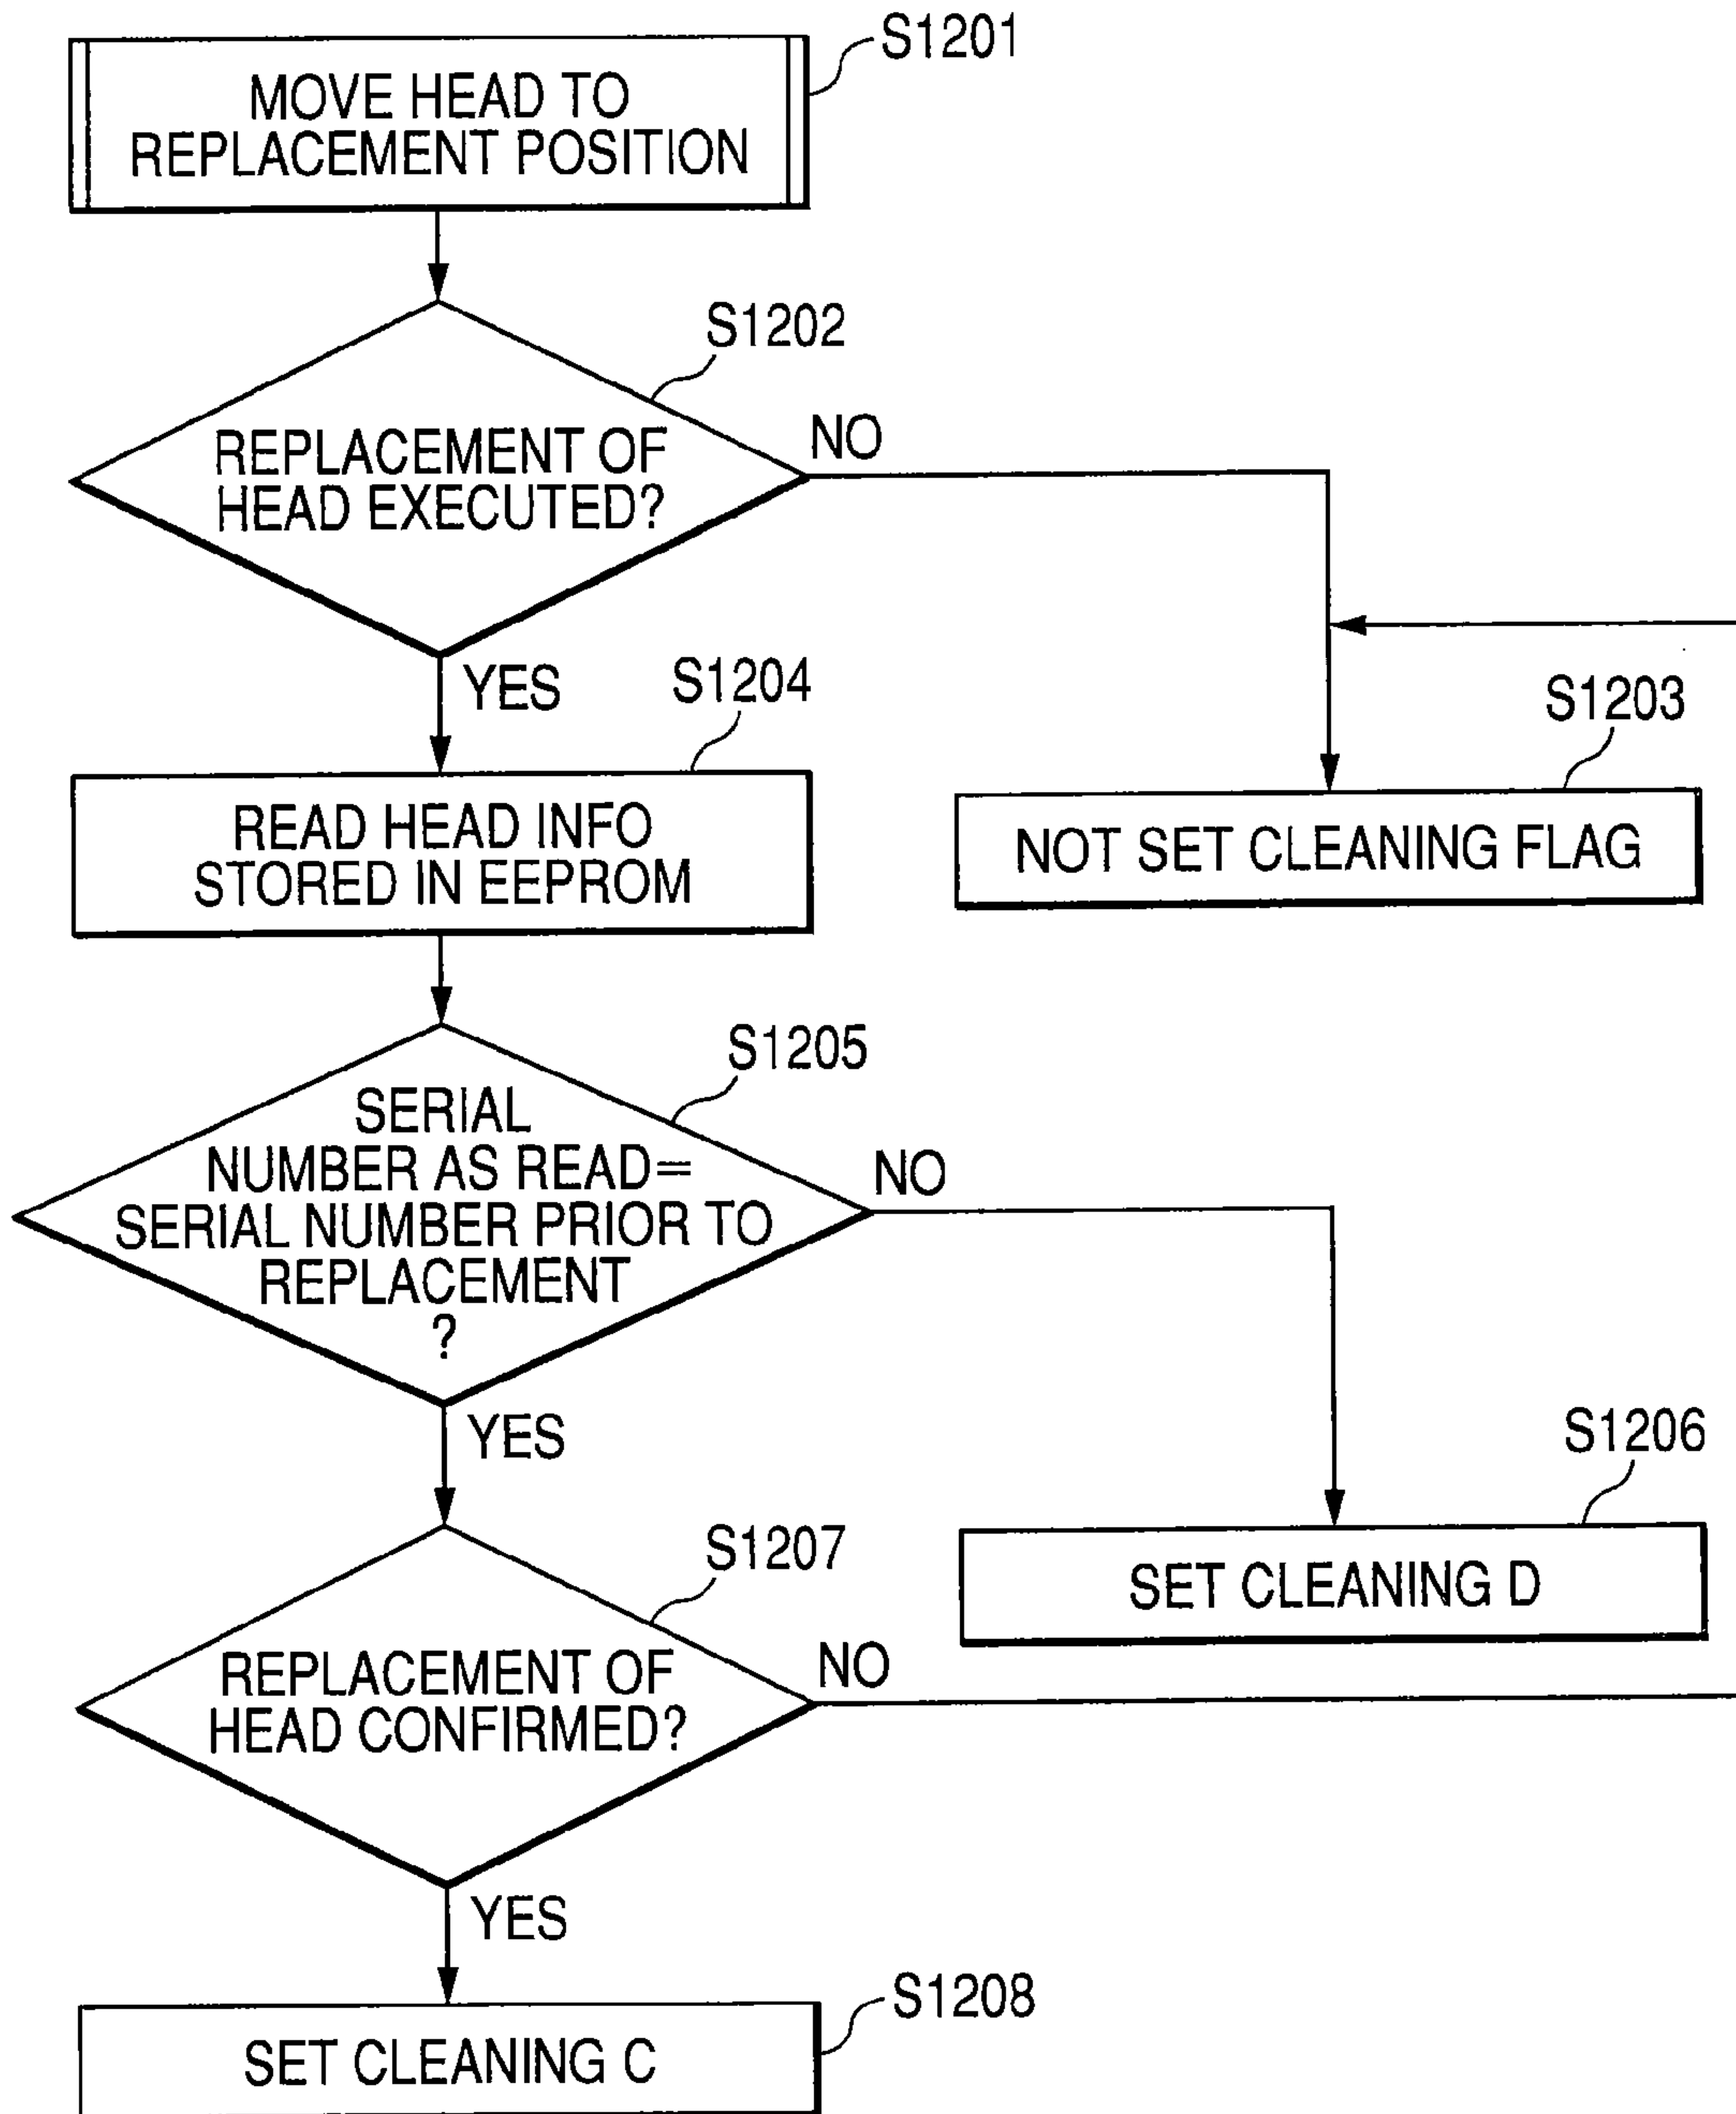 S1201
MOVE HEAD TO
REPLACEMENT POSITION
S1202
REPLACEMENT OF
HEAD EXECUTED?
NO
YES
S1204
S1203
READ HEAD INFO
STORED IN EEPROM
NOT SET CLEANING FLAG
S1205
SERIAL
NUMBER AS READ=
SERIAL NUMBER PRIOR TO
REPLACEMENT
?
NO
YES
S1206
SET CLEANING D
S1207
REPLACEMENT OF
HEAD CONFIRMED?
NO
YES
S1208
SET CLEANING C